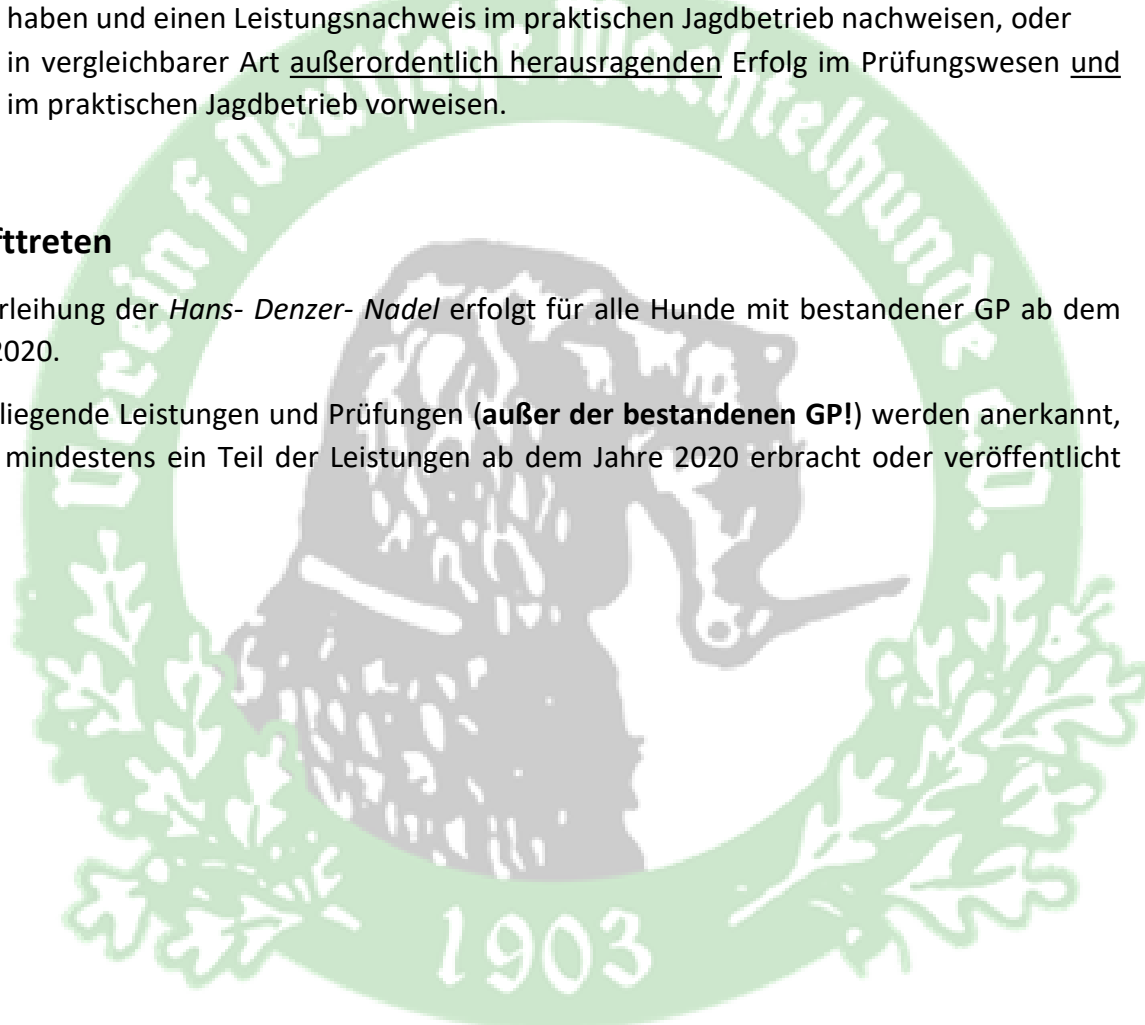 haben und einen Leistungsnachweis im praktischen Jagdbetrieb nachweisen, oder
in vergleichbarer Art außerordentlich herausragenden Erfolg im Prüfungswesen und
im praktischen Jagdbetrieb vorweisen.
fttreten
rleihung der Hans- Denzer- Nadel erfolgt für alle Hunde mit bestandener GP ab dem
2020.
liegende Leistungen und Prüfungen (außer der bestandenen GP!) werden anerkannt,
mindestens ein Teil der Leistungen ab dem Jahre 2020 erbracht oder veröffentlicht
Verein f. Deutsche Wachtelhunde e.V.
1903